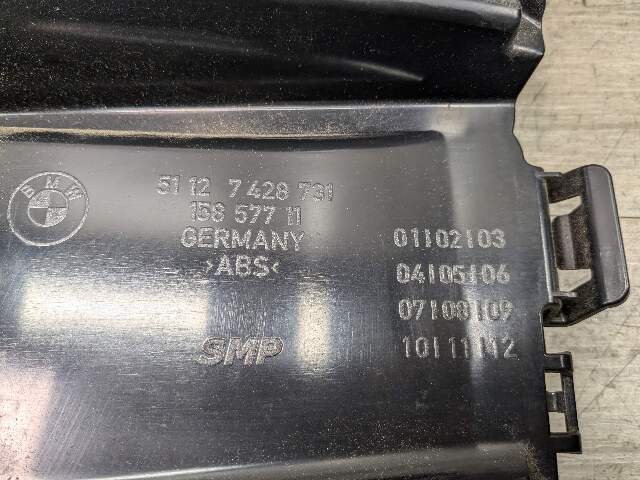 BMW
51 12 7 428 731
158 577 11
GERMANY
>ABS<
SMP
01|02|03
04|05|06
07|08|09
10|11|12